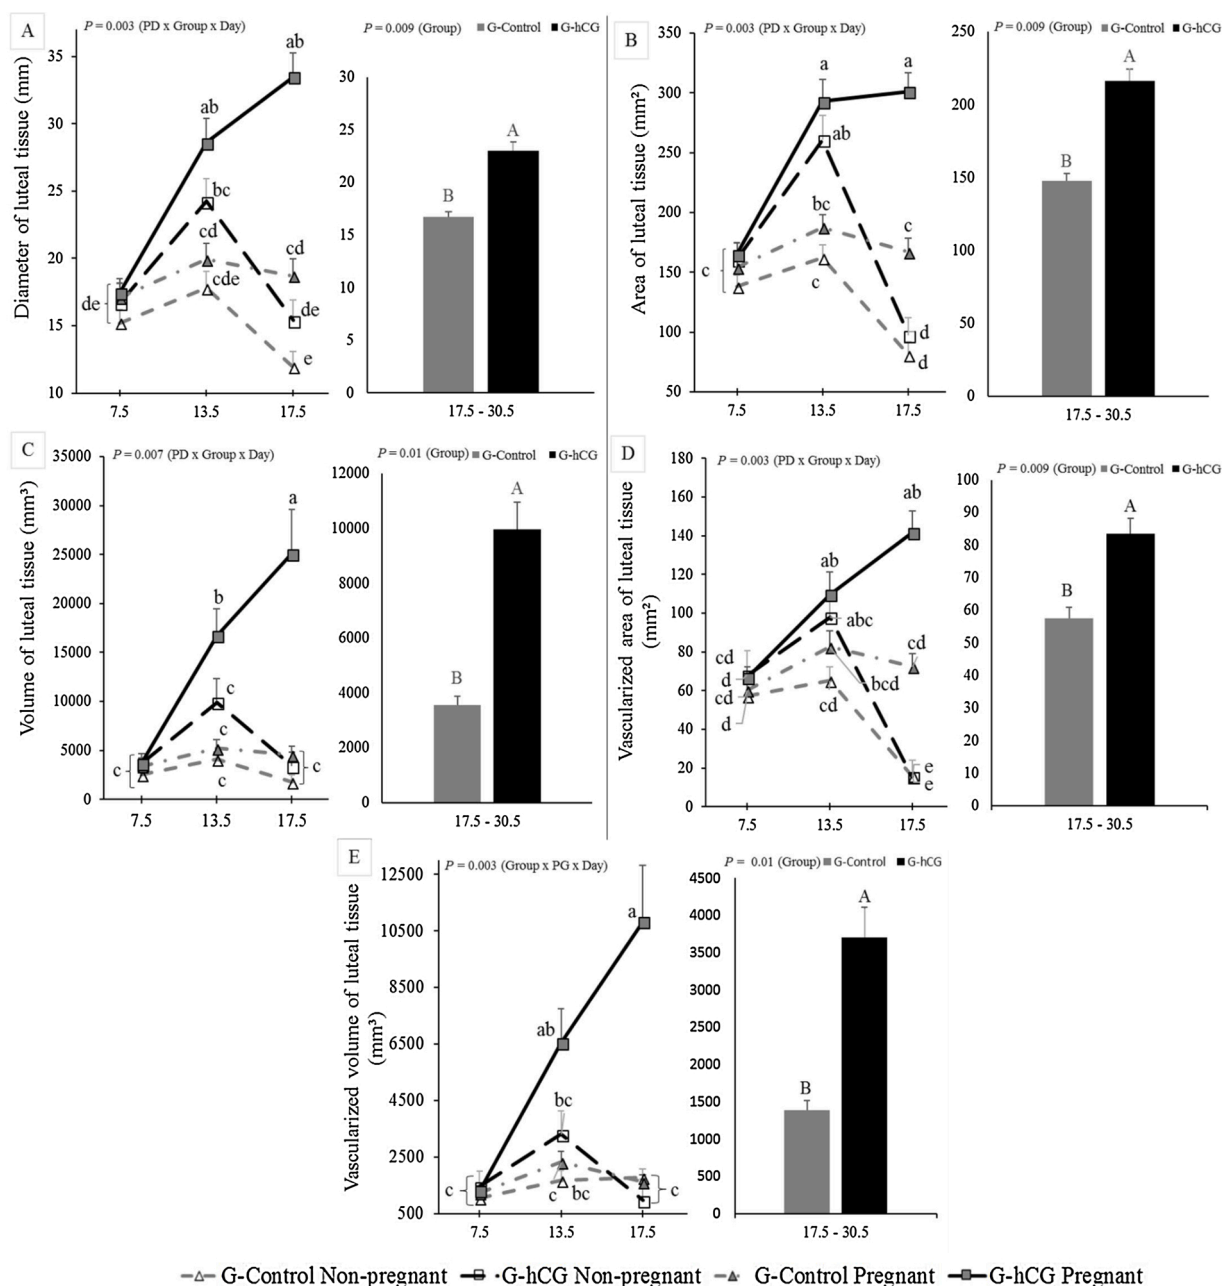 A
P = 0.003 (PD x Group x Day)
Diameter of luteal tissue (mm)
35
30
25
20
15
10
ab
ab
bc
cd
cde
cd
de
de
e
7.5
13.5
17.5
P = 0.009 (Group)
G-Control
G-hCG
30
25
20
15
10
5
0
B
A
17.5 - 30.5
B
P = 0.003 (PD x Group x Day)
Area of luteal tissue (mm²)
350
300
250
200
150
100
50
a
a
ab
bc
c
c
c
d
d
7.5
13.5
17.5
P = 0.009 (Group)
G-Control
G-hCG
250
200
150
100
50
0
B
A
17.5 - 30.5
C
P = 0.007 (PD x Group x Day)
Volume of luteal tissue (mm³)
35000
30000
25000
20000
15000
10000
5000
0
a
b
c
c
c
c
c
7.5
13.5
17.5
P = 0.01 (Group)
G-Control
G-hCG
12000
10000
8000
6000
4000
2000
0
B
A
17.5 - 30.5
D
P = 0.003 (PD x Group x Day)
Vascularized area of luteal tissue
(mm²)
180
160
140
120
100
80
60
40
20
0
ab
ab
abc
cd
cd
d
cd
d
bcd
cd
e
e
7.5
13.5
17.5
P = 0.009 (Group)
G-Control
G-hCG
100
90
80
70
60
50
40
30
20
10
0
B
A
17.5 - 30.5
E
P = 0.003 (Group x PG x Day)
Vascularized volume of luteal tissue
(mm³)
12500
10500
8500
6500
4500
2500
500
a
ab
bc
c
c
bc
c
7.5
13.5
17.5
P = 0.01 (Group)
G-Control
G-hCG
4500
4000
3500
3000
2500
2000
1500
1000
500
0
B
A
17.5 - 30.5
G-Control Non-pregnant
G-hCG Non-pregnant
G-Control Pregnant
G-hCG Pregnant